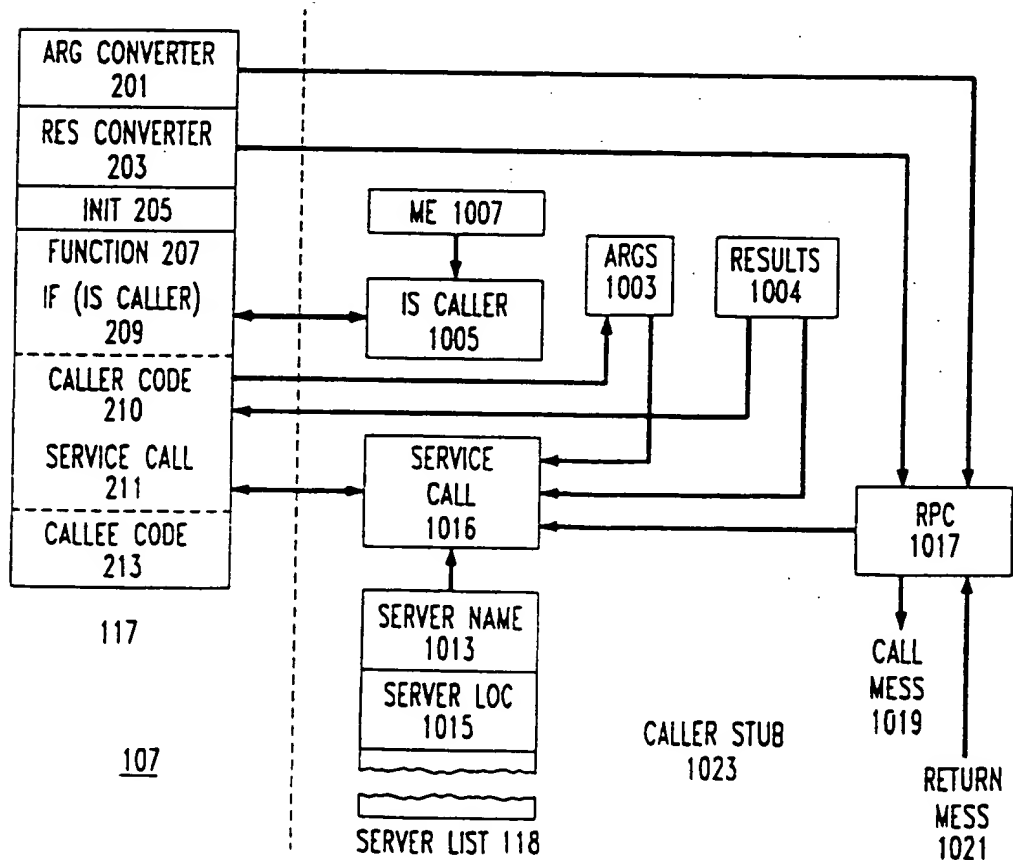 ARG CONVERTER
201
RES CONVERTER
203
INIT 205
FUNCTION 207
IF (IS CALLER)
209
CALLER CODE
210
SERVICE CALL
211
CALLEE CODE
213
117
107
ME 1007
IS CALLER
1005
ARGS
1003
RESULTS
1004
SERVICE
CALL
1016
SERVER NAME
1013
SERVER LOC
1015
SERVER LIST 118
RPC
1017
CALL
MESS
1019
CALLER STUB
1023
RETURN
MESS
1021